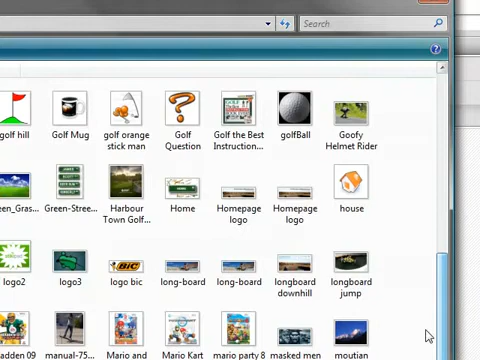 Search
golf hill
Golf Mug
golf orange
stick man
Golf
Question
Golf the Best
Instruction...
golfBall
Goofy
Helmet Rider
een_Gras...
Green-Stree...
Harbour
Town Golf...
Home
Homepage
logo
Homepage
logo
house
BiC
logo2
logo3
logo bic
long-board
long-board
longboard
downhill
longboard
jump
adden 09
manual-75...
Mario and
Mario Kart
mario party 8
masked men
moutian